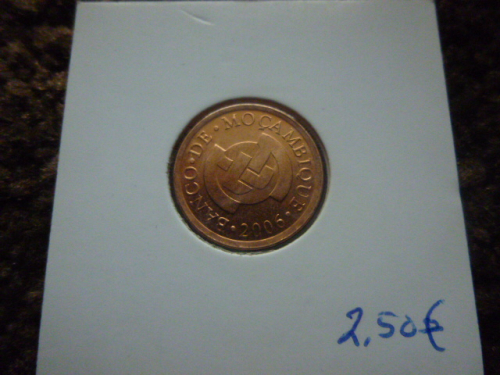 BANCO • DE • MOÇAMBIQUE
• 2006 •
2,50€